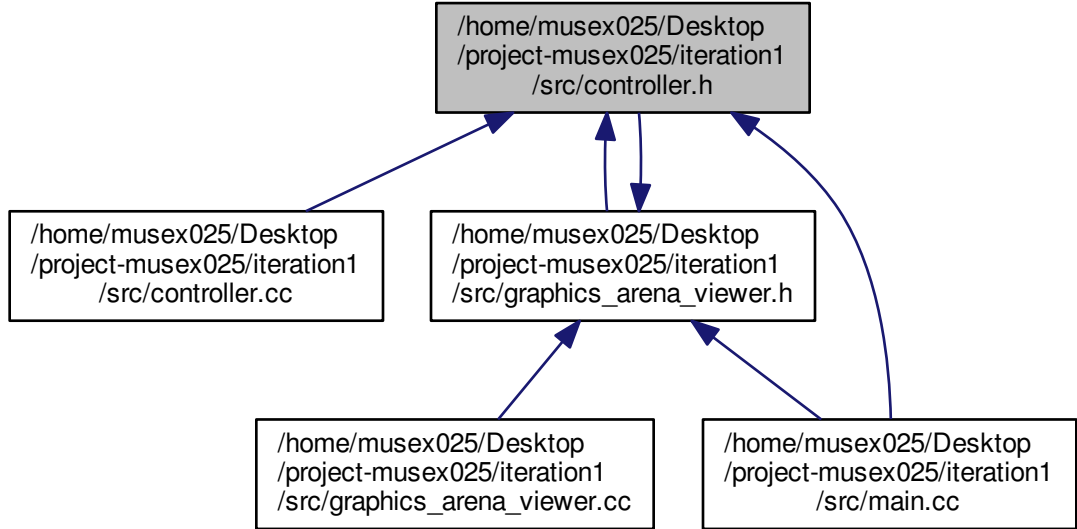 /home/musex025/Desktop
/project-musex025/iteration1
/src/controller.h
/home/musex025/Desktop
/project-musex025/iteration1
/src/controller.cc
/home/musex025/Desktop
/project-musex025/iteration1
/src/graphics_arena_viewer.h
/home/musex025/Desktop
/project-musex025/iteration1
/src/graphics_arena_viewer.cc
/home/musex025/Desktop
/project-musex025/iteration1
/src/main.cc